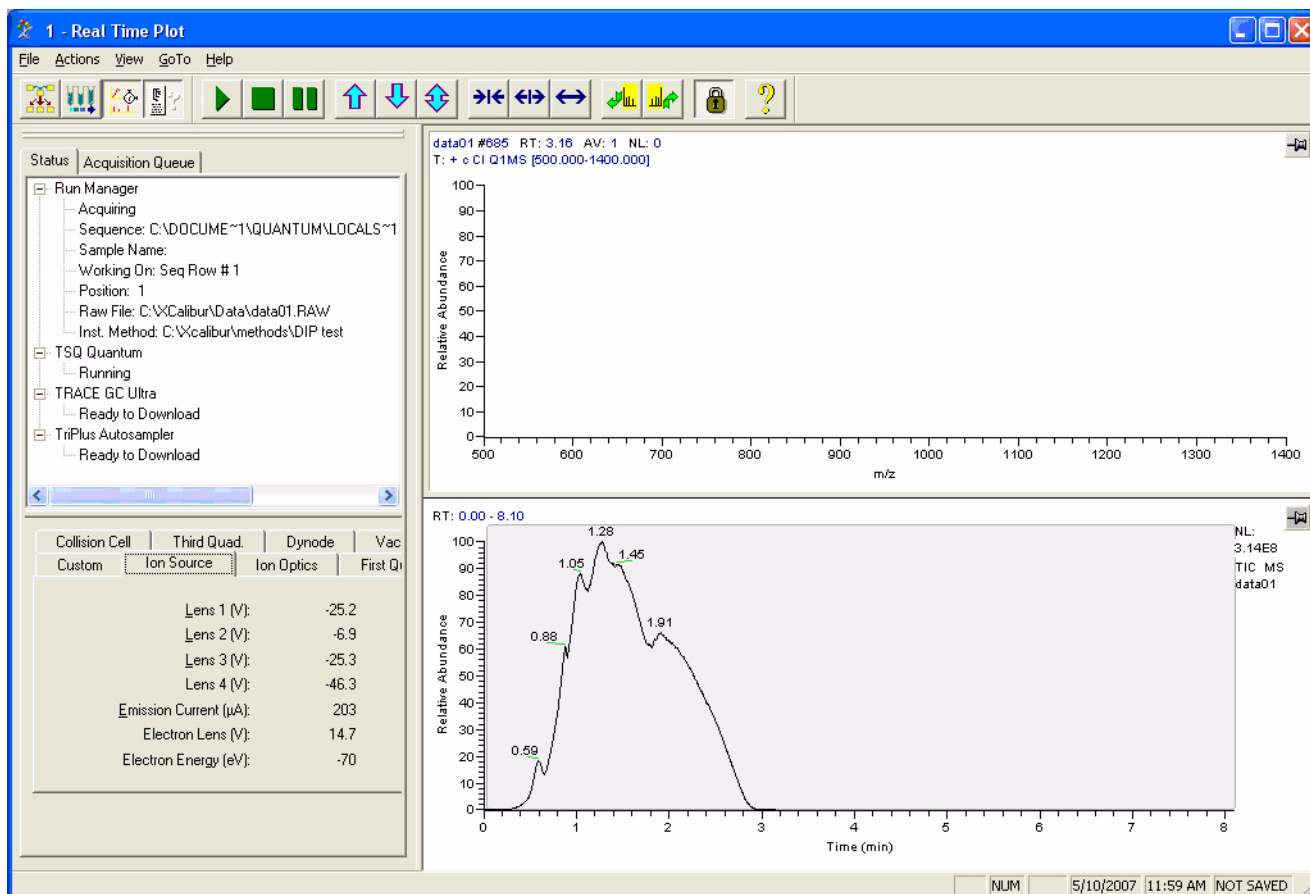 1 - Real Time Plot
File Actions View GoTo Help
Status
Acquisition Queue
Run Manager
Acquiring
Sequence: C:\DOCUME~1\QUANTUM\LOCALS~1
Sample Name:
Working On: Seq Row # 1
Position: 1
Raw File: C:\XCalibur\Data\data01.RAW
Inst. Method: C:\Xcalibur\methods\DIP test
TSQ Quantum
Running
TRACE GC Ultra
Ready to Download
TriPlus Autosampler
Ready to Download
Collision Cell Third Quad. Dynode Vac
Custom Ion Source Ion Optics First
Lens 1 (V): -25.2
Lens 2 (V): -6.9
Lens 3 (V): -25.3
Lens 4 (V): -46.3
Emission Current (µA): 203
Electron Lens (V): 14.7
Electron Energy (eV): -70
data01 #685 RT: 3.16 AV: 1 NL: 0
T: + c CI Q1MS [500.000-1400.000]
100
90
80
70
60
50
40
30
20
10
0
Relative Abundance
500 600 700 800 900 1000 1100 1200 1300 1400
m/z
RT: 0.00 - 8.10
NL:
3.14E8
TIC MS
data01
100
90
80
70
60
50
40
30
20
10
0
Relative Abundance
0.59
0.88
1.05
1.28
1.45
1.91
0 1 2 3 4 5 6 7 8
Time (min)
NUM 5/10/2007 11:59 AM NOT SAVED